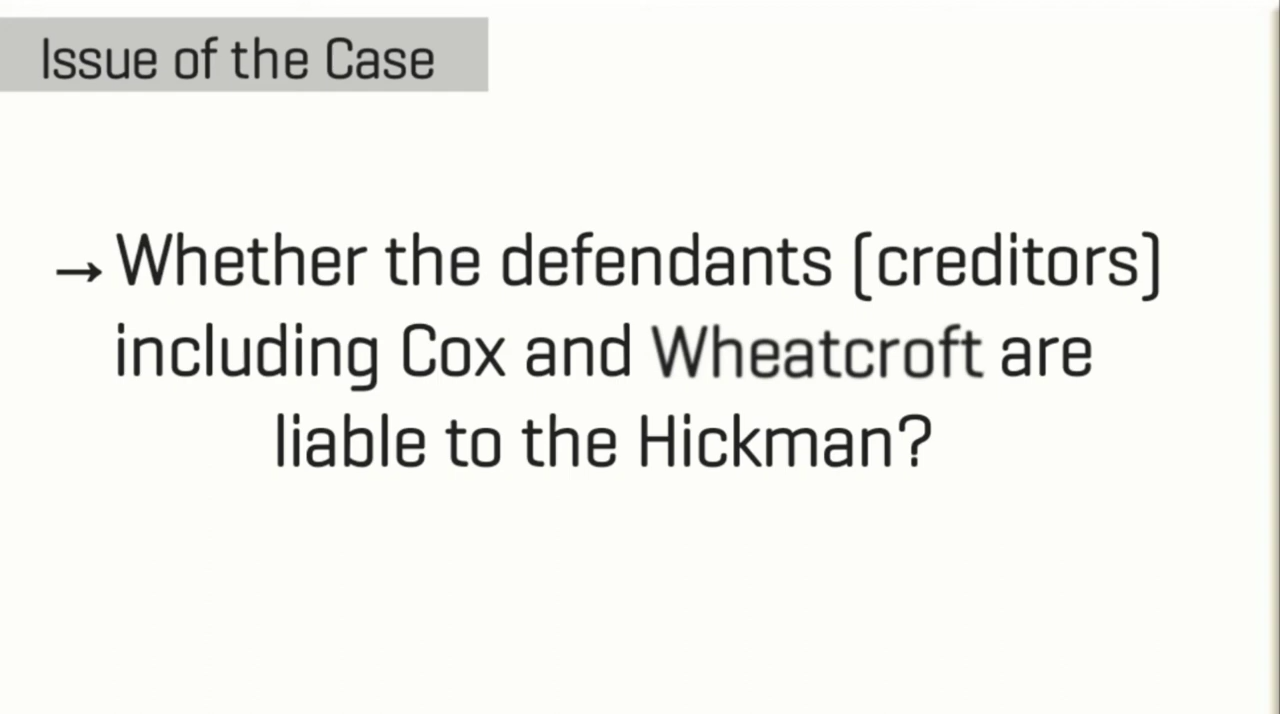 Issue of the Case
→ Whether the defendants (creditors)
including Cox and Wheatcroft are
liable to the Hickman?